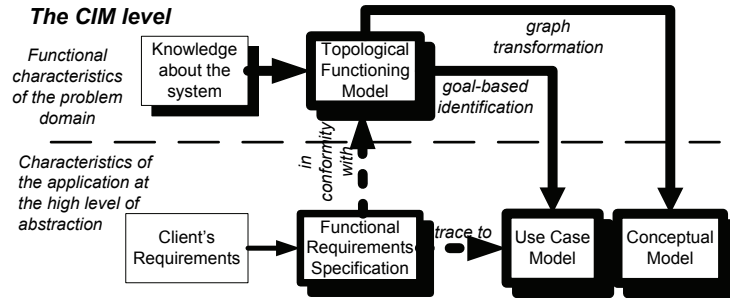 The CIM level
Functional
characteristics
of the problem
domain
Knowledge
about the
system
Topological
Functioning
Model
graph
transformation
goal-based
identification
in
conformity
with
Characteristics of
the application at
the high level of
abstraction
Client's
Requirements
Functional
Requirements
Specification
trace to
Use Case
Model
Conceptual
Model